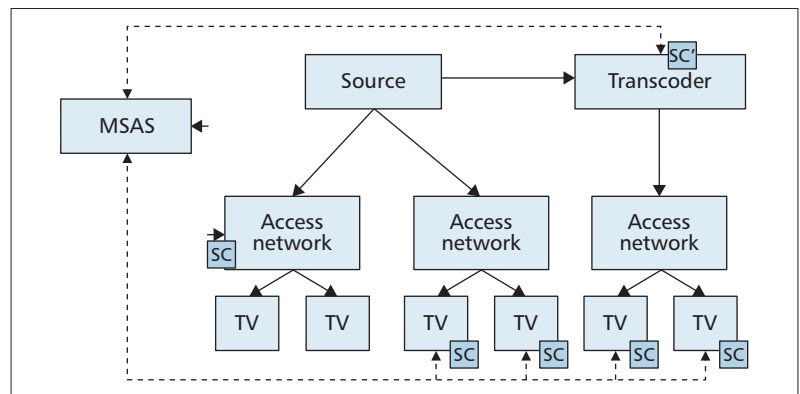 SC’
Source
Transcoder
MSAS
Access
network
SC
Access
network
Access
network
TV
TV
TV
SC
TV
SC
TV
SC
TV
SC